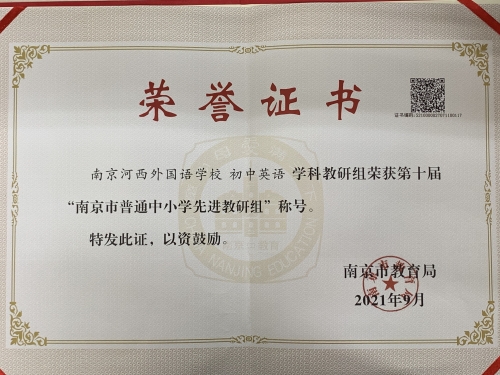 荣誉证书
南京河西外国语学校 初中英语 学科教研组荣获第十届
“南京市普通中小学先进教研组”称号。
特发此证，以资鼓励。
南京市教育局
2021年9月